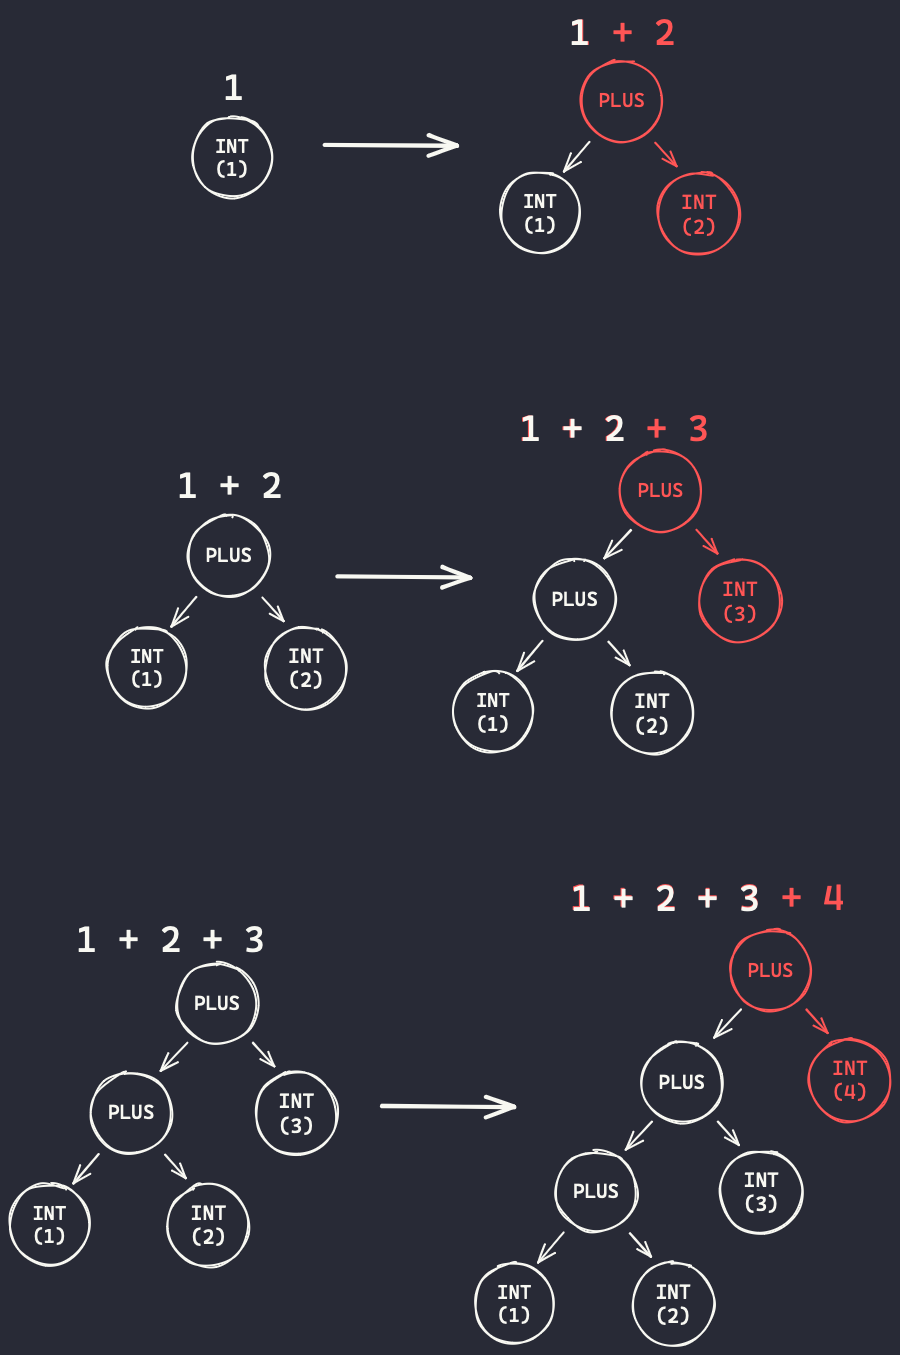 1
INT
(1)
1 + 2
PLUS
INT
(1)
INT
(2)
1 + 2
PLUS
INT
(1)
INT
(2)
1 + 2 + 3
PLUS
PLUS
INT
(3)
INT
(1)
INT
(2)
1 + 2 + 3
PLUS
PLUS
INT
(3)
INT
(1)
INT
(2)
1 + 2 + 3 + 4
PLUS
PLUS
INT
(4)
PLUS
INT
(3)
INT
(1)
INT
(2)